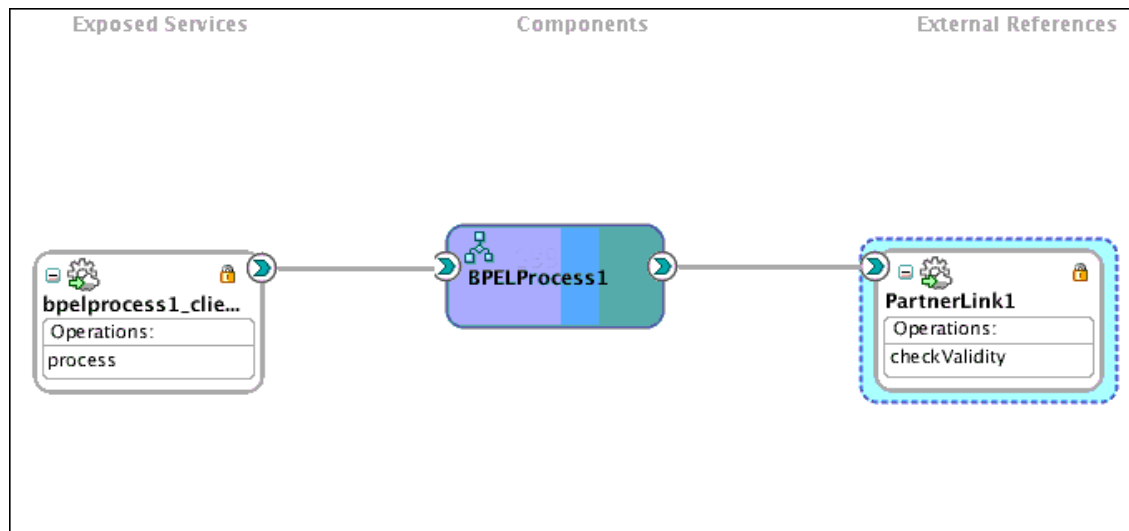 Exposed Services
Components
External References
bpelprocess1_clie...
Operations:
process
BPELProcess1
PartnerLink1
Operations:
checkValidity